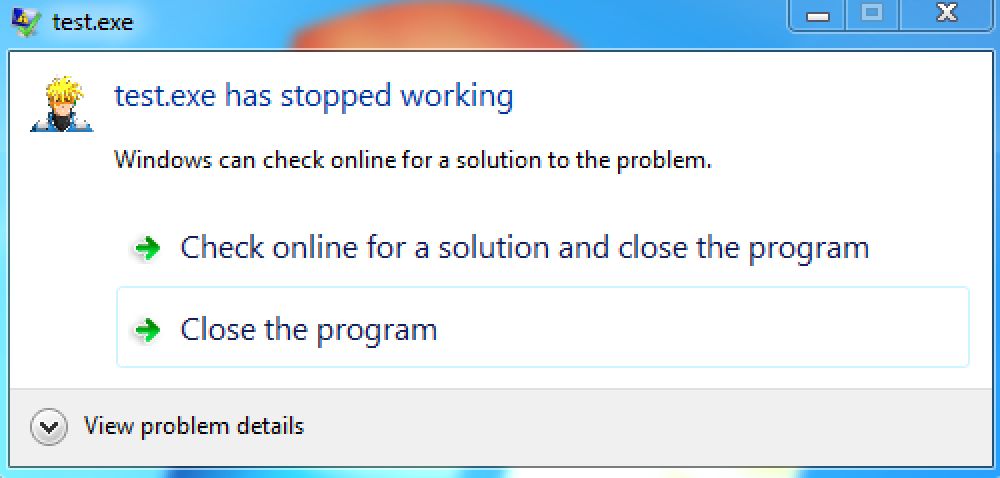 test.exe
test.exe has stopped working
Windows can check online for a solution to the problem.
Check online for a solution and close the program
Close the program
View problem details